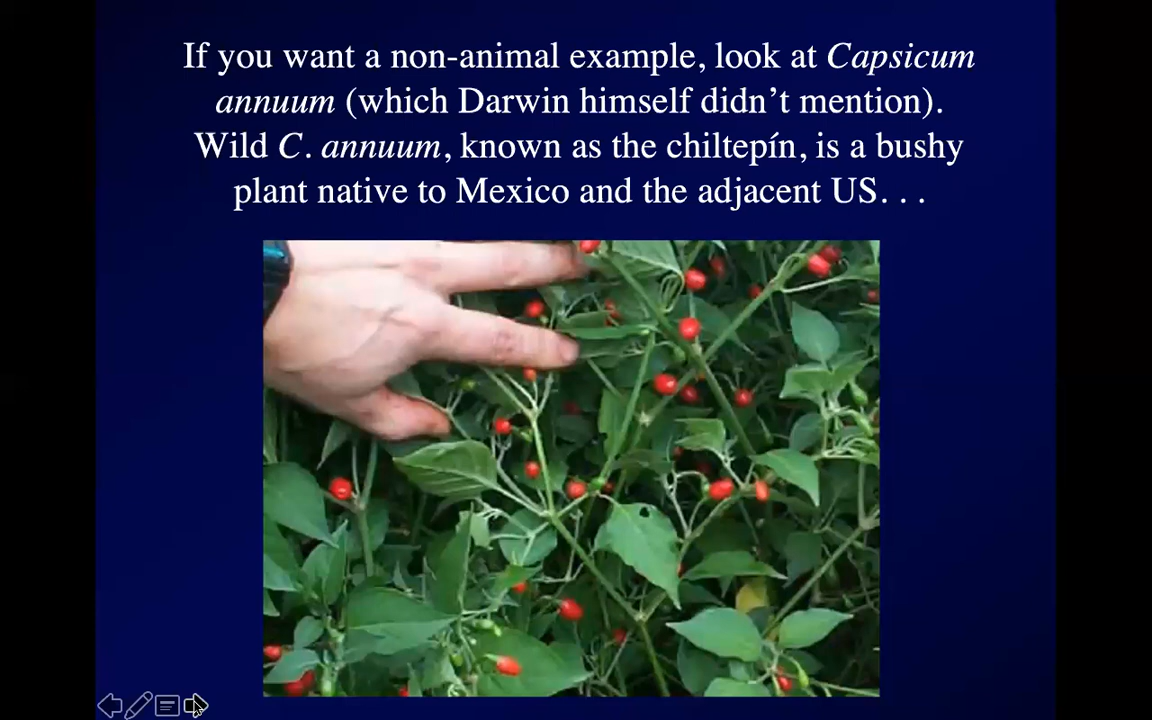 If you want a non-animal example, look at Capsicum
annuum (which Darwin himself didn’t mention).
Wild C. annuum, known as the chiltepín, is a bushy
plant native to Mexico and the adjacent US. . .